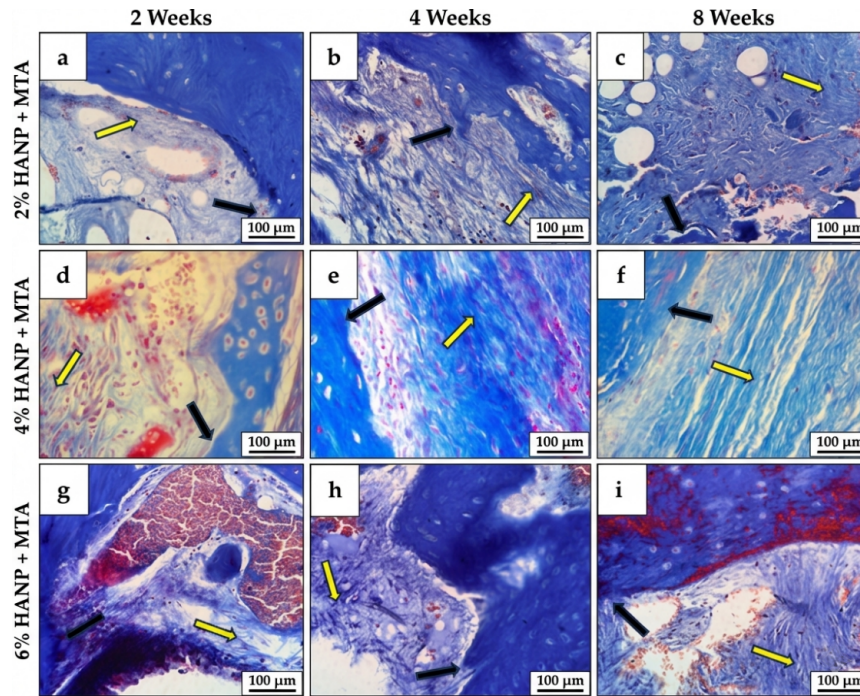 2 Weeks 4 Weeks 8 Weeks
2% HANP + MTA
a b c
100 µm 100 µm 100 µm
4% HANP + MTA
d e f
100 µm 100 µm 100 µm
6% HANP + MTA
g h i
100 µm 100 µm 100 µm